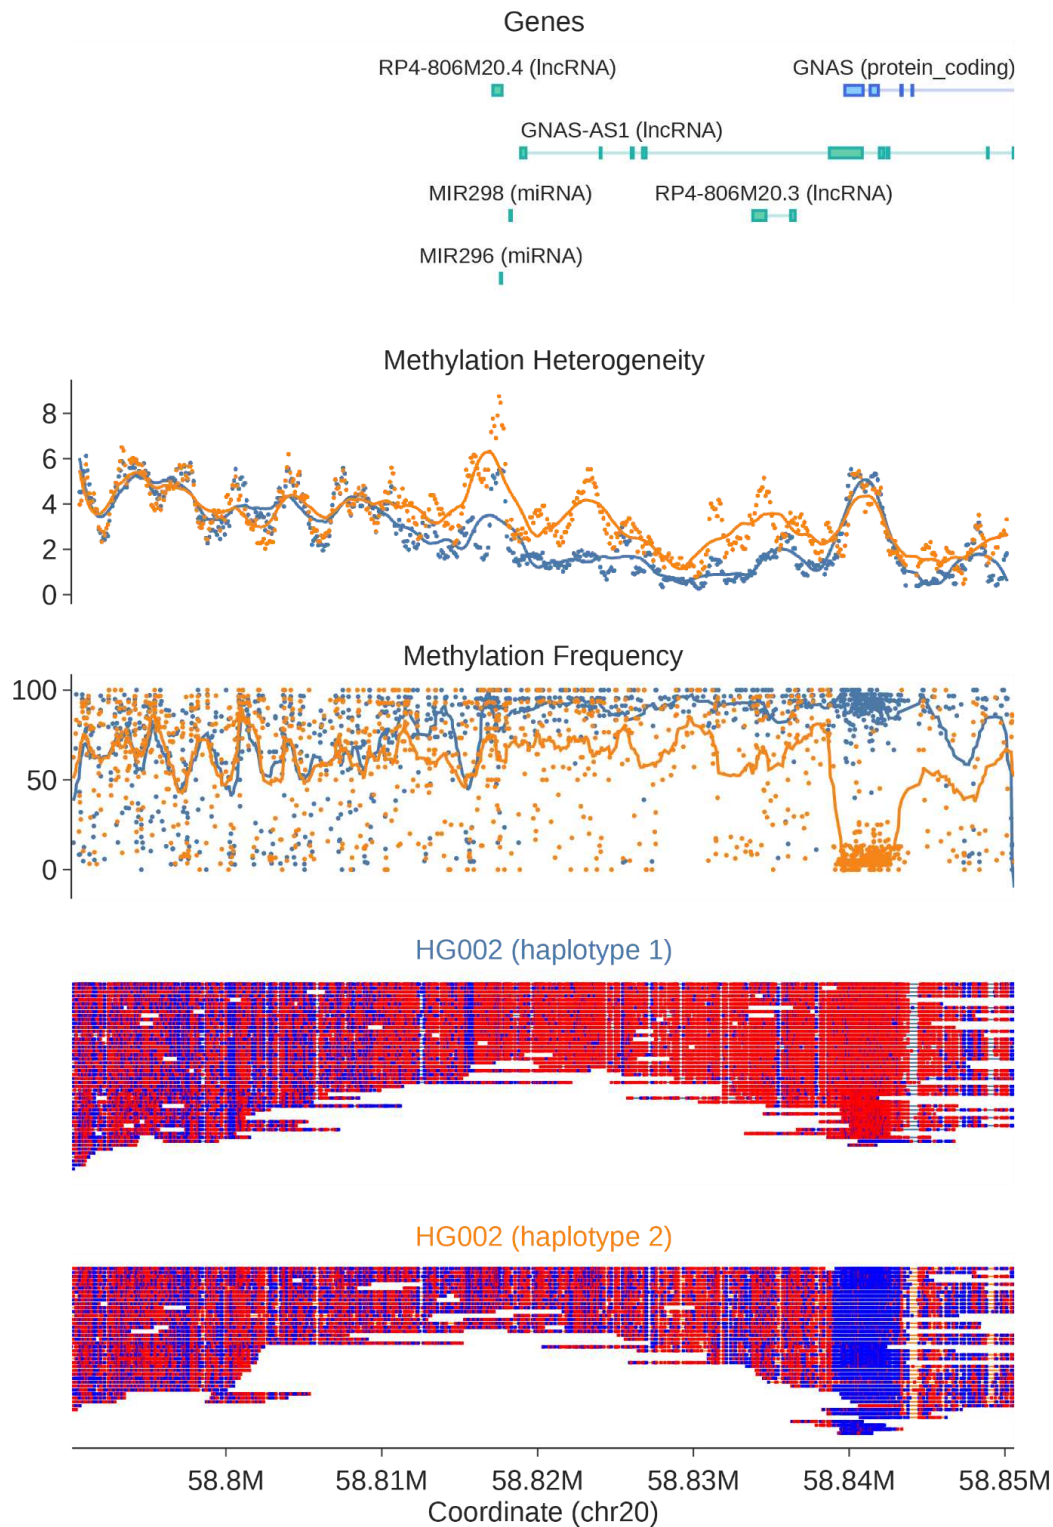 Genes
RP4-806M20.4 (lncRNA) GNAS (protein_coding)
GNAS-AS1 (lncRNA)
MIR298 (miRNA) RP4-806M20.3 (lncRNA)
MIR296 (miRNA)
Methylation Heterogeneity
8
6
4
2
0
Methylation Frequency
100
50
0
HG002 (haplotype 1)
HG002 (haplotype 2)
58.8M 58.81M 58.82M 58.83M 58.84M 58.85M
Coordinate (chr20)